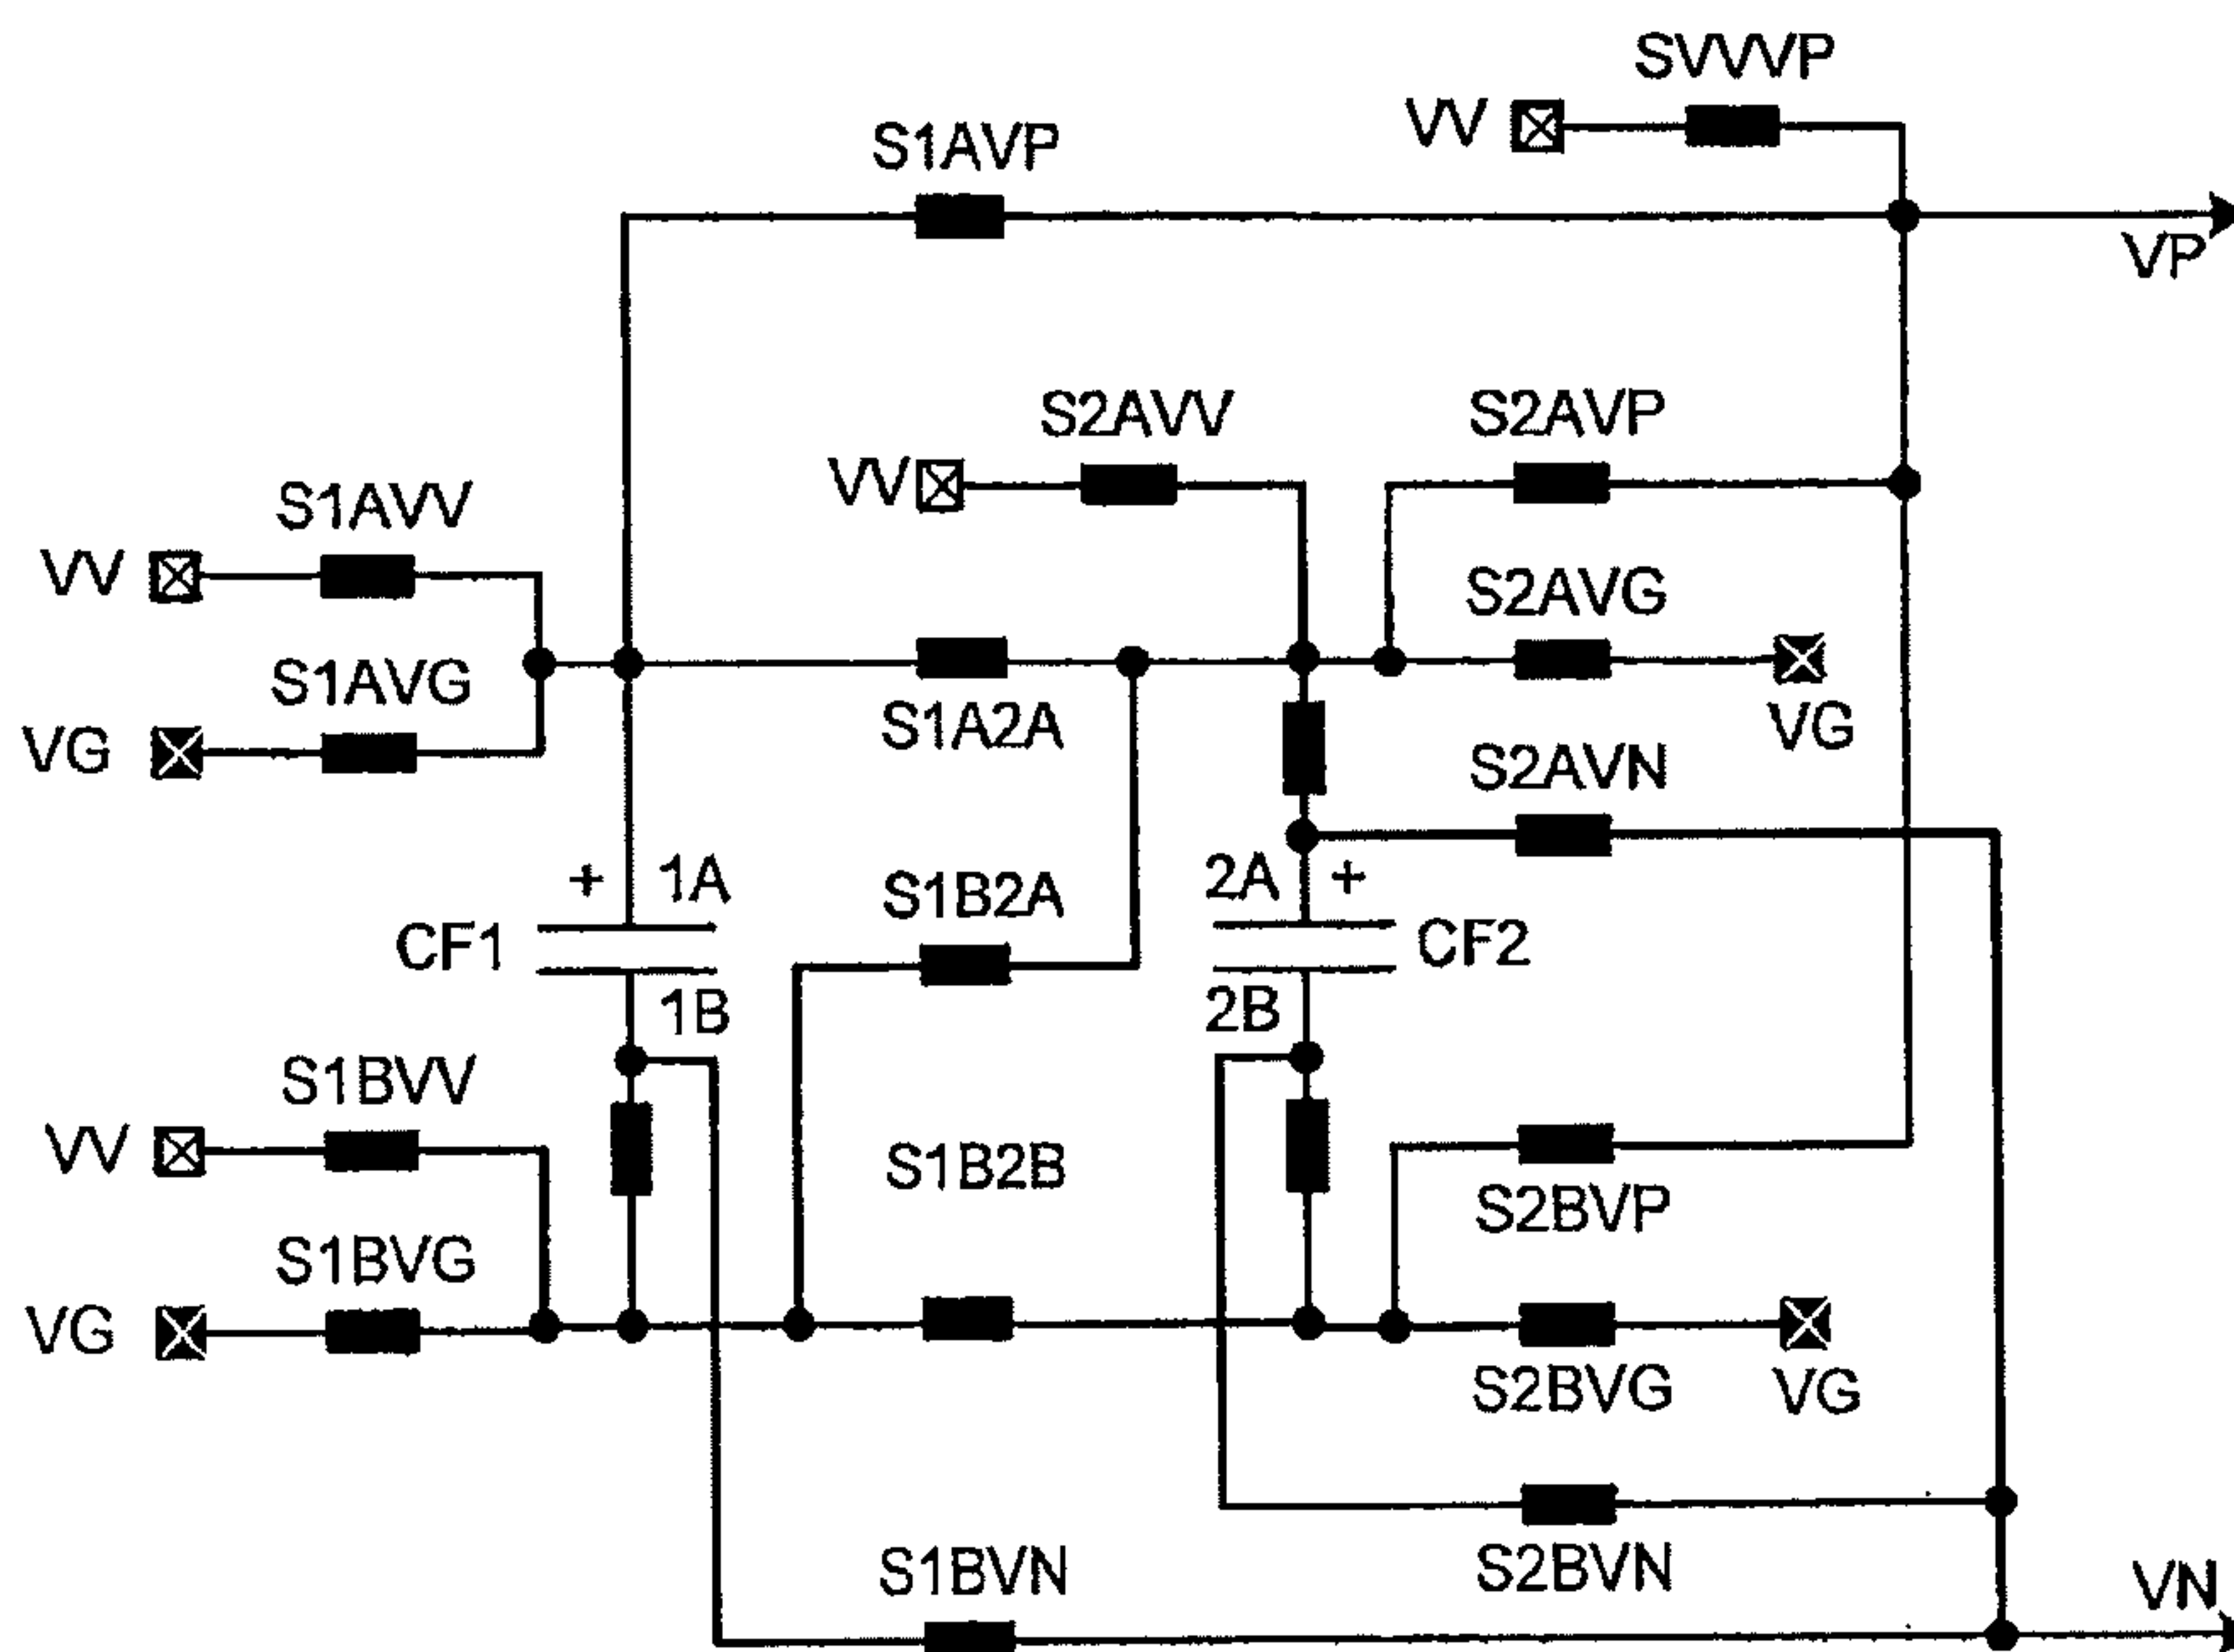 SVVVP
VV
S1AVP
VP
S2AVV
S2AVP
VV
S1AVV
VV
S2AVG
S1AVG
VG
S1A2A
VG
S2AVN
+
1A
S1B2A
2A
+
CF1
CF2
1B
2B
S1BVV
VV
S1B2B
S2BVP
S1BVG
VG
S2BVG
VG
S1BVN
S2BVN
VN